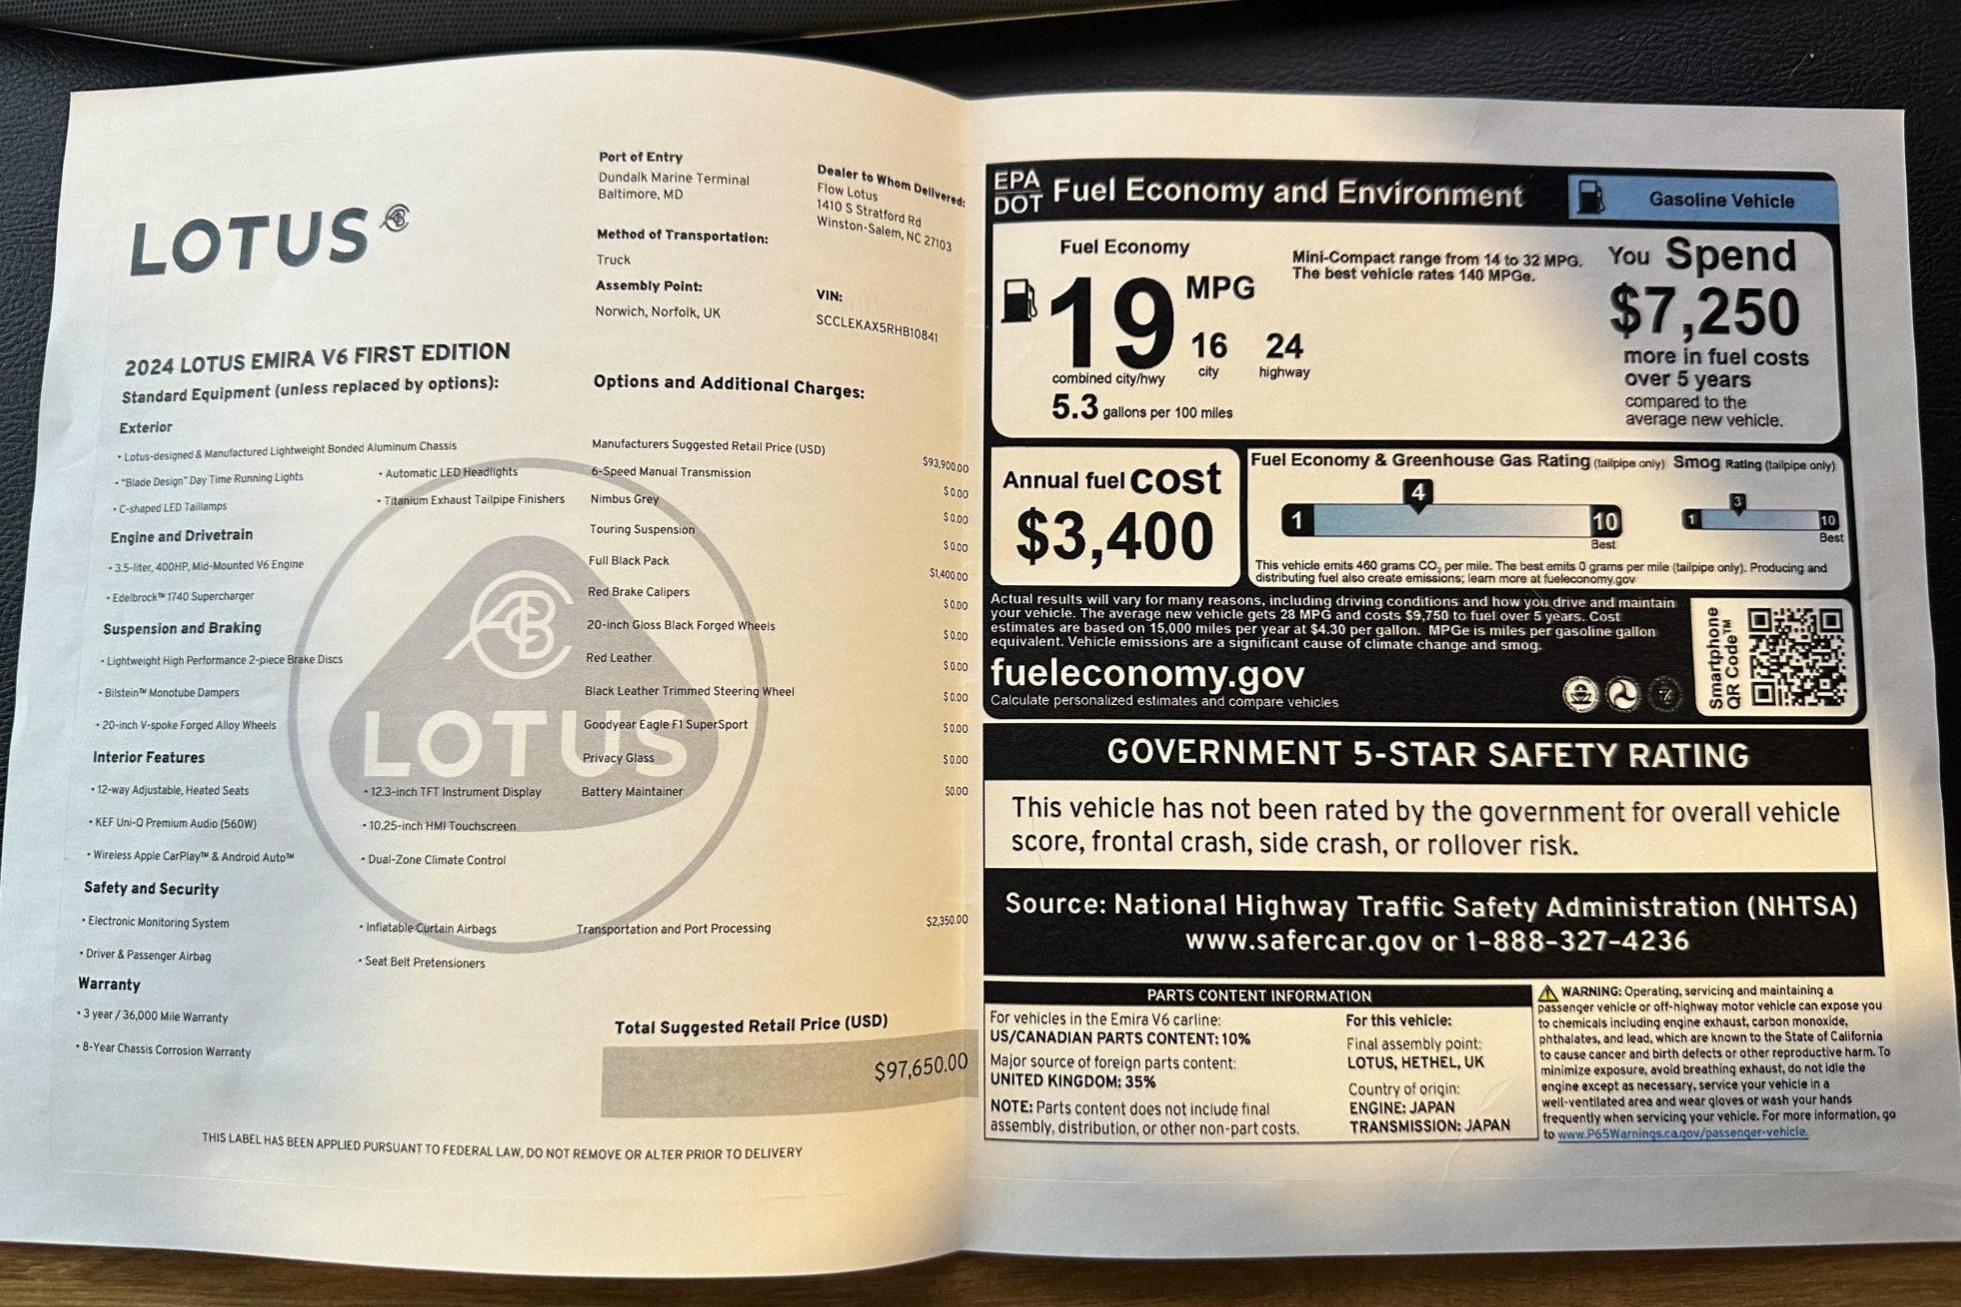 LOTUS
Port of Entry
Dundalk Marine Terminal
Baltimore, MD
Method of Transportation:
Truck
Assembly Point:
Norwich, Norfolk, UK
Dealer to Whom Delivered:
Flow Lotus
1410 S Stratford Rd
Winston-Salem, NC 27103
VIN:
SCCLEKAX5RHB10841
2024 LOTUS EMIRA V6 FIRST EDITION
Standard Equipment (unless replaced by options):
Exterior
• Lotus-designed & Manufactured Lightweight Bonded Aluminum Chassis
• "Blade Design" Day Time Running Lights
• Automatic LED Headlights
• C-shaped LED Taillamps
• Titanium Exhaust Tailpipe Finishers
Engine and Drivetrain
• 3.5-liter, 400HP, Mid-Mounted V6 Engine
• Edelbrock™ 1740 Supercharger
Suspension and Braking
• Lightweight High Performance 2-piece Brake Discs
• Bilstein™ Monotube Dampers
• 20-inch V-spoke Forged Alloy Wheels
Interior Features
• 12-way Adjustable, Heated Seats
• 12.3-inch TFT Instrument Display
• KEF Uni-Q Premium Audio (560W)
• 10.25-inch HMI Touchscreen
• Wireless Apple CarPlay™ & Android Auto™
• Dual-Zone Climate Control
Safety and Security
• Electronic Monitoring System
• Inflatable Curtain Airbags
• Driver & Passenger Airbag
• Seat Belt Pretensioners
Warranty
• 3 year / 36,000 Mile Warranty
• 8-Year Chassis Corrosion Warranty
LOTUS
Options and Additional Charges:
Manufacturers Suggested Retail Price (USD) $93,900.00
6-Speed Manual Transmission $0.00
Nimbus Grey $0.00
Touring Suspension $0.00
Full Black Pack $1,400.00
Red Brake Calipers $0.00
20-inch Gloss Black Forged Wheels $0.00
Red Leather $0.00
Black Leather Trimmed Steering Wheel $0.00
Goodyear Eagle F1 SuperSport $0.00
Privacy Glass $0.00
Battery Maintainer $0.00
Transportation and Port Processing $2,350.00
Total Suggested Retail Price (USD)
$97,650.00
THIS LABEL HAS BEEN APPLIED PURSUANT TO FEDERAL LAW, DO NOT REMOVE OR ALTER PRIOR TO DELIVERY
EPA
DOT
Fuel Economy and Environment
Gasoline Vehicle
Fuel Economy
19 MPG
16 24
city highway
combined city/hwy
5.3 gallons per 100 miles
Mini-Compact range from 14 to 32 MPG.
The best vehicle rates 140 MPGe.
You Spend
$7,250
more in fuel costs
over 5 years
compared to the
average new vehicle.
Annual fuel cost
$3,400
Fuel Economy & Greenhouse Gas Rating (tailpipe only)
1
4
10
Best
Smog Rating (tailpipe only)
1
3
10
Best
This vehicle emits 460 grams CO2 per mile. The best emits 0 grams per mile (tailpipe only). Producing and
distributing fuel also create emissions; learn more at fueleconomy.gov
Actual results will vary for many reasons, including driving conditions and how you drive and maintain
your vehicle. The average new vehicle gets 28 MPG and costs $9,750 to fuel over 5 years. Cost
estimates are based on 15,000 miles per year at $4.30 per gallon. MPGe is miles per gasoline gallon
equivalent. Vehicle emissions are a significant cause of climate change and smog.
fueleconomy.gov
Calculate personalized estimates and compare vehicles
Smartphone
QR Code™
GOVERNMENT 5-STAR SAFETY RATING
This vehicle has not been rated by the government for overall vehicle
score, frontal crash, side crash, or rollover risk.
Source: National Highway Traffic Safety Administration (NHTSA)
www.safercar.gov or 1-888-327-4236
PARTS CONTENT INFORMATION
For vehicles in the Emira V6 carline:
US/CANADIAN PARTS CONTENT: 10%
Major source of foreign parts content:
UNITED KINGDOM: 35%
NOTE: Parts content does not include final
assembly, distribution, or other non-part costs.
For this vehicle:
Final assembly point:
LOTUS, HETHEL, UK
Country of origin:
ENGINE: JAPAN
TRANSMISSION: JAPAN
WARNING: Operating, servicing and maintaining a
passenger vehicle or off-highway motor vehicle can expose you
to chemicals including engine exhaust, carbon monoxide,
phthalates, and lead, which are known to the State of California
to cause cancer and birth defects or other reproductive harm. To
minimize exposure, avoid breathing exhaust, do not idle the
engine except as necessary, service your vehicle in a
well-ventilated area and wear gloves or wash your hands
frequently when servicing your vehicle. For more information, go
to www.P65Warnings.ca.gov/passenger-vehicle.